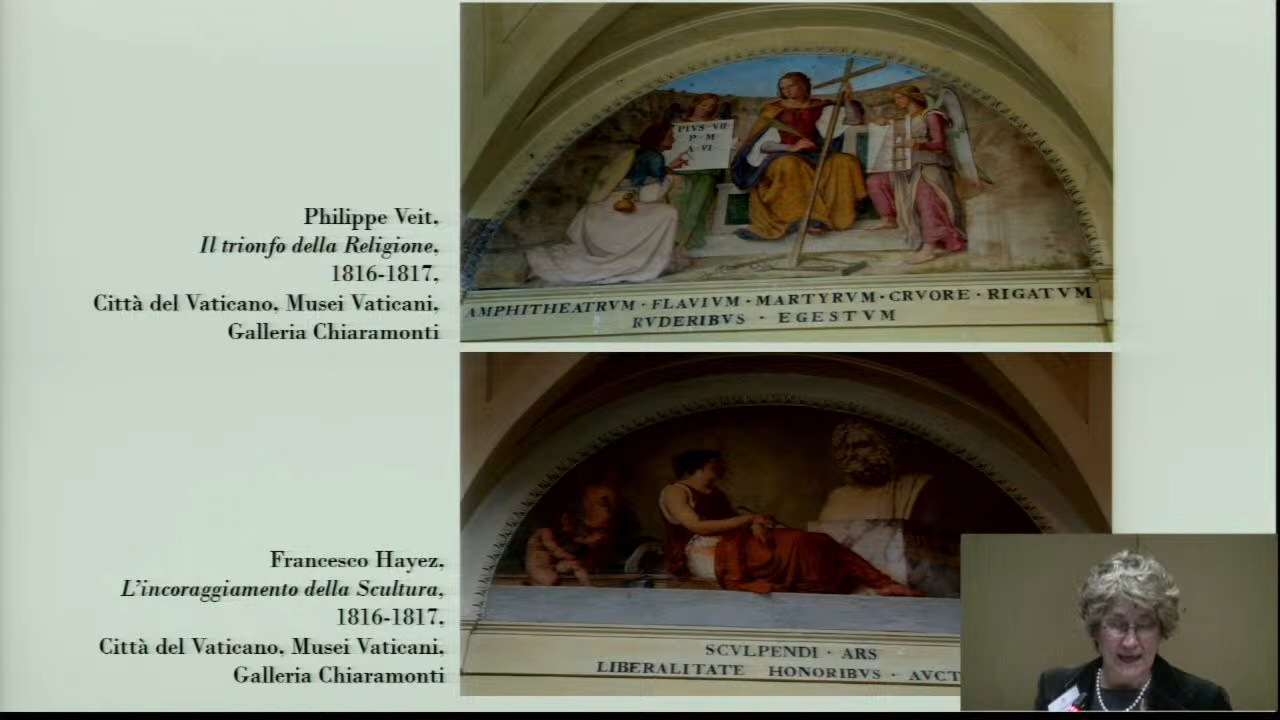 Philippe Veit,
Il trionfo della Religione,
1816-1817,
Città del Vaticano, Musei Vaticani,
Galleria Chiaramonti
PIVS · VII
P · M
A · VI
AMPHITHEATRVM · FLAVIVM · MARTYRVM · CRVORE · RIGATVM
RVDERIBVS · EGESTVM
Francesco Hayez,
L'incoraggiamento della Scultura,
1816-1817,
Città del Vaticano, Musei Vaticani,
Galleria Chiaramonti
SCVLPENDI · ARS
LIBERALITATE HONORIBVS · AVCT